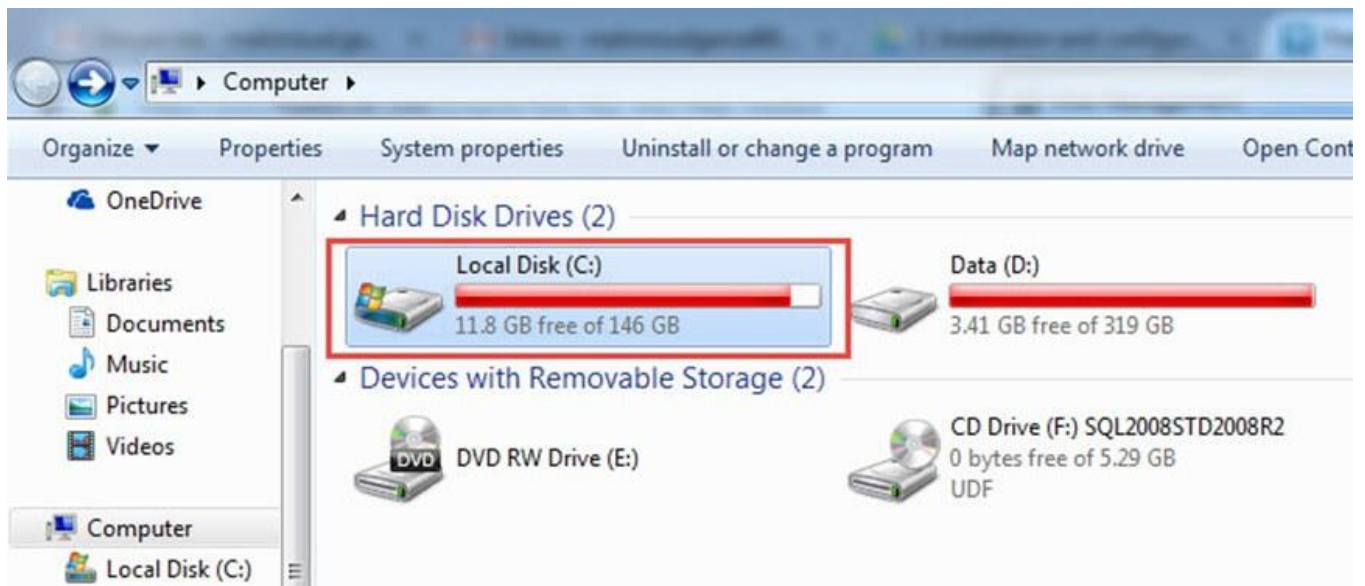 Computer
Organize Properties System properties Uninstall or change a program Map network drive Open Cont
OneDrive
Libraries
Documents
Music
Pictures
Videos
Computer
Local Disk (C:)
Hard Disk Drives (2)
Local Disk (C:)
11.8 GB free of 146 GB
Data (D:)
3.41 GB free of 319 GB
Devices with Removable Storage (2)
DVD
DVD RW Drive (E:)
CD Drive (F:) SQL2008STD2008R2
0 bytes free of 5.29 GB
UDF